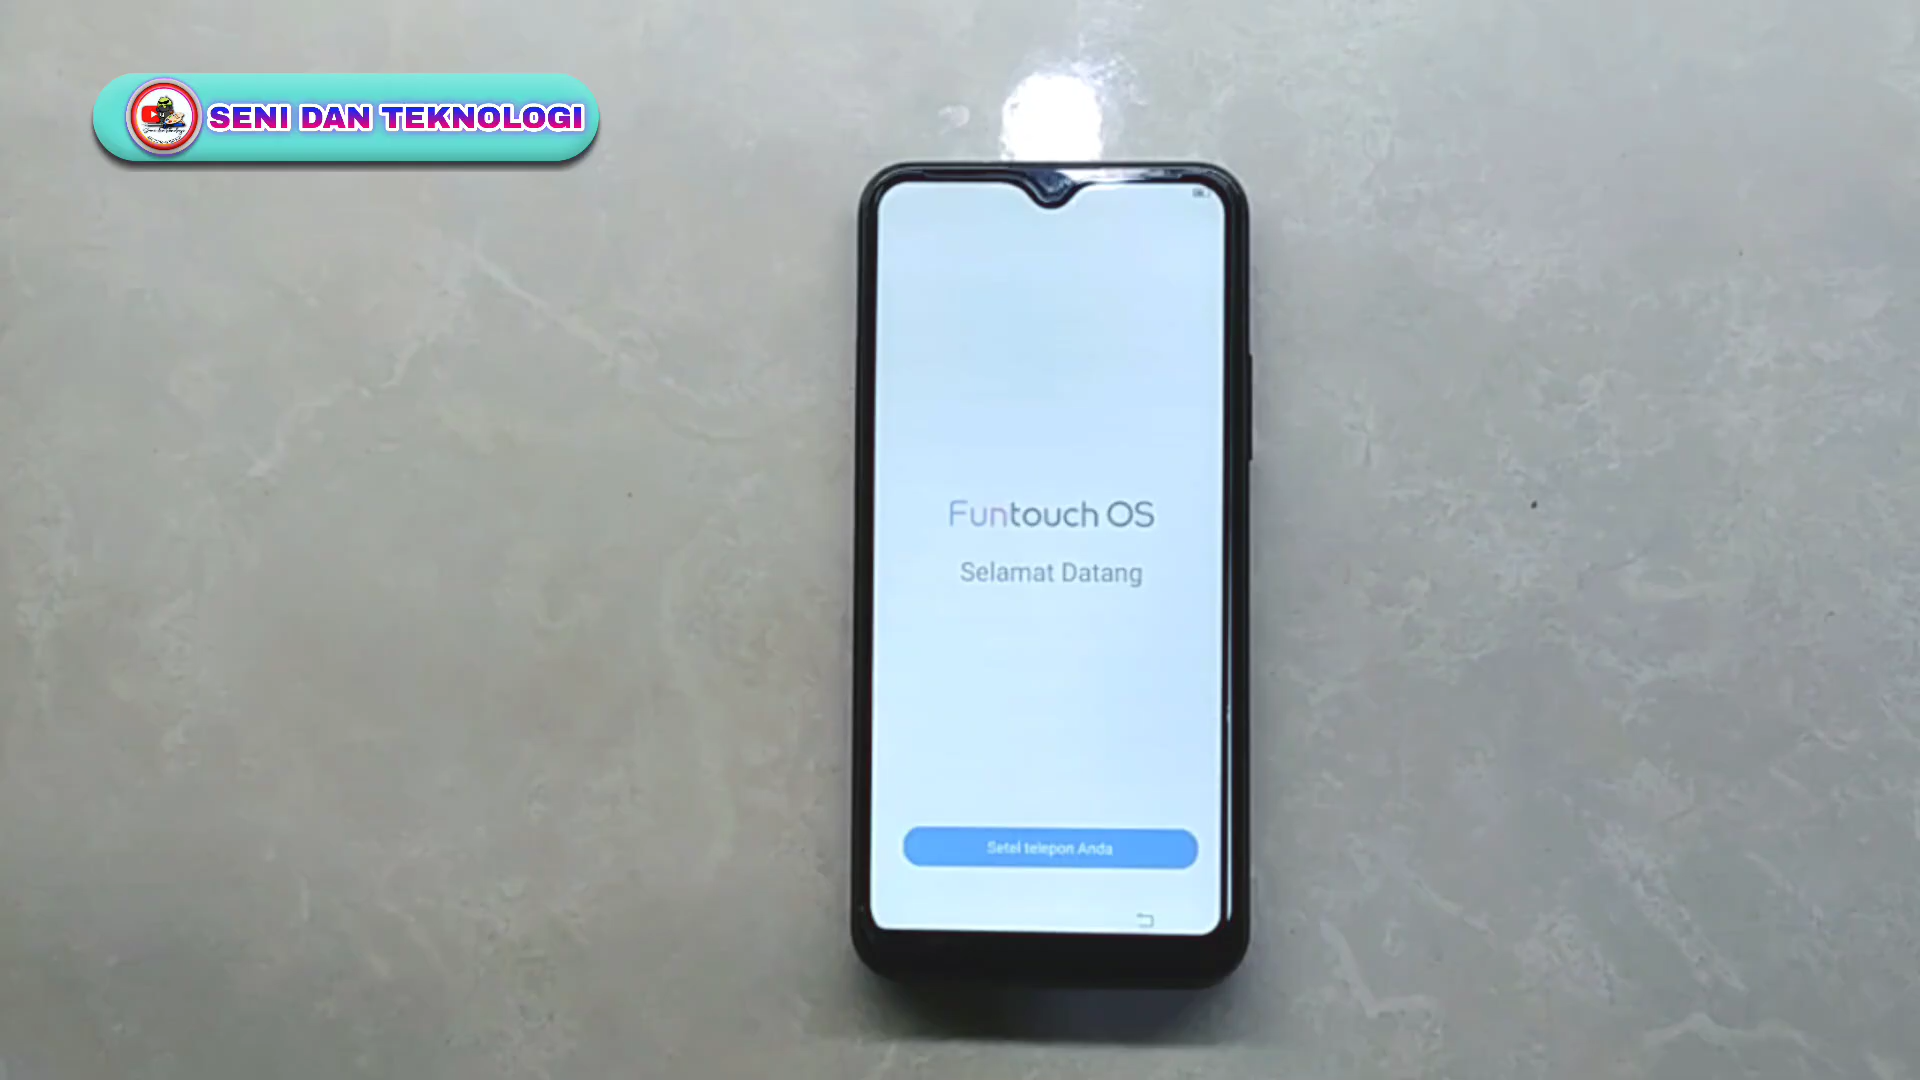 SENI DAN TEKNOLOGI
Funtouch OS
Selamat Datang
Setel telepon Anda